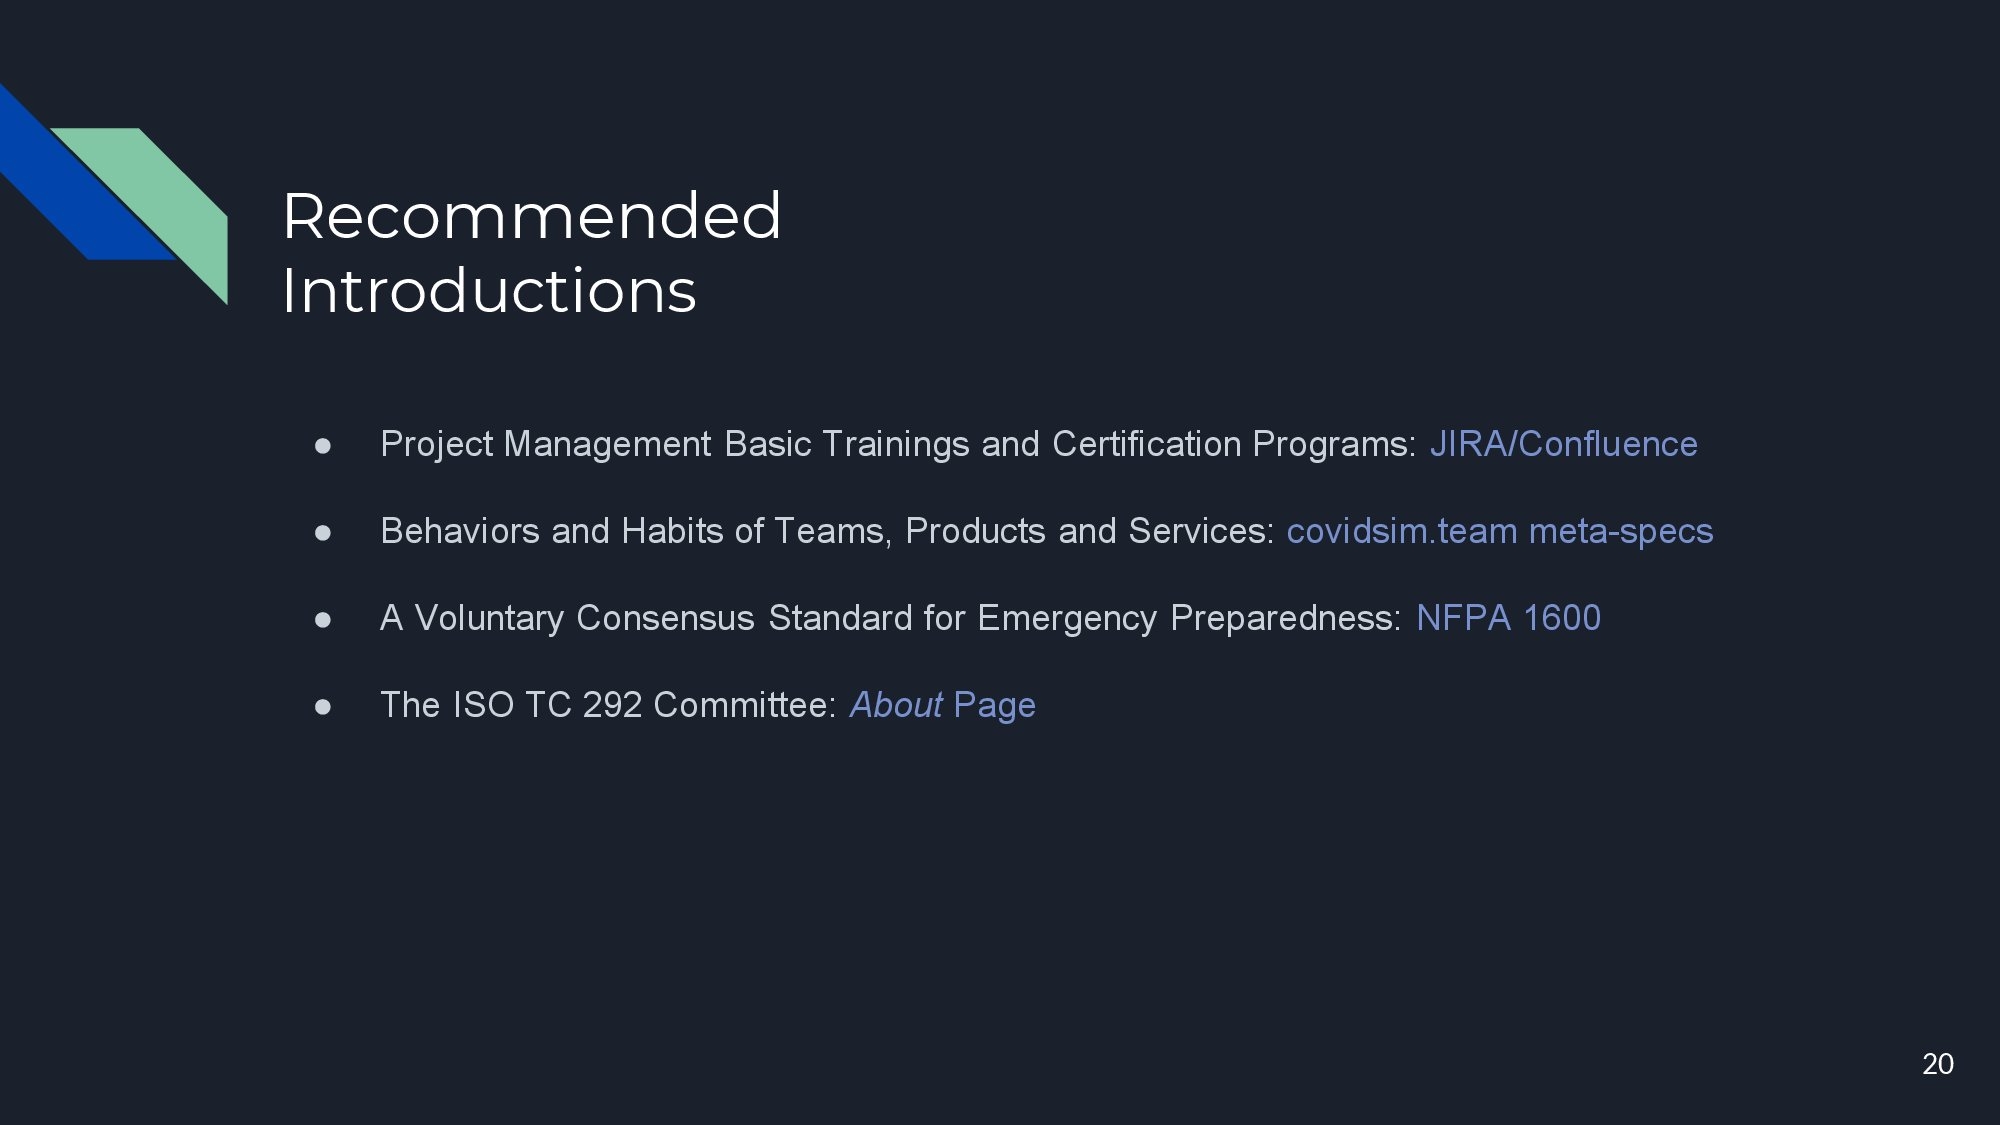 Recommended
Introductions
● Project Management Basic Trainings and Certification Programs: JIRA/Confluence
● Behaviors and Habits of Teams, Products and Services: covidsim.team meta-specs
● A Voluntary Consensus Standard for Emergency Preparedness: NFPA 1600
● The ISO TC 292 Committee: About Page
20